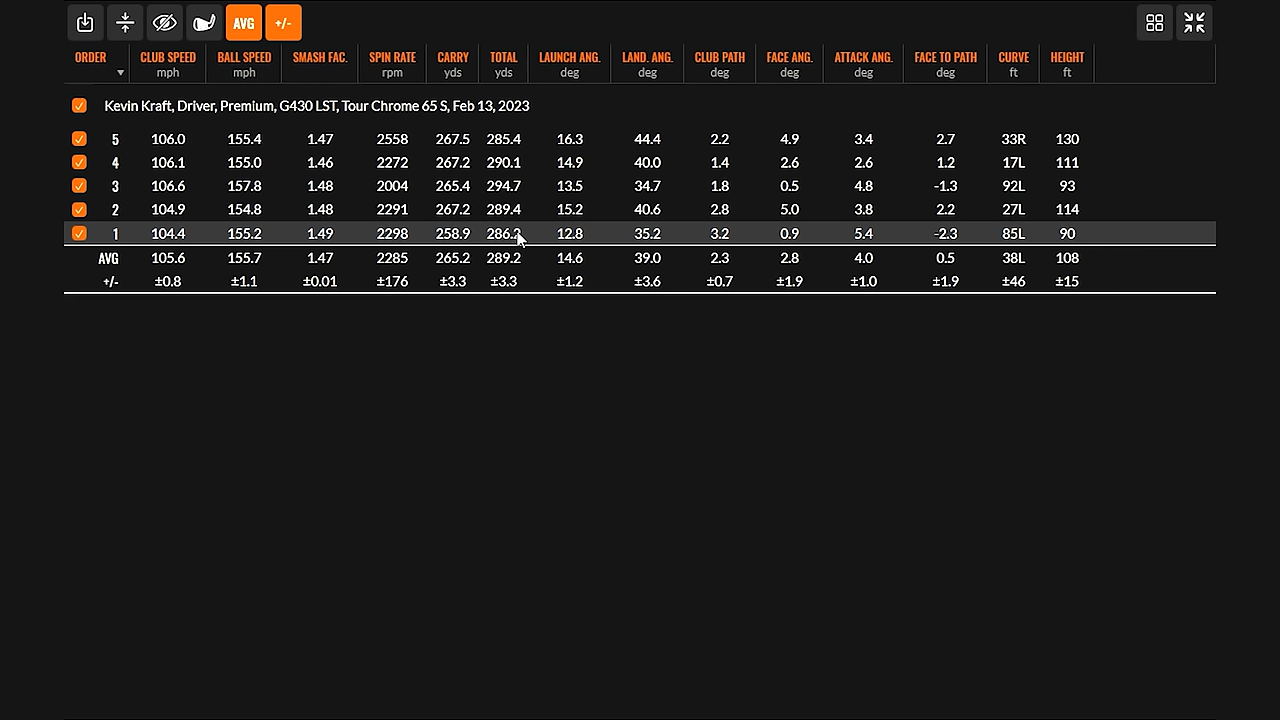 AVG +/-
ORDER CLUB SPEED BALL SPEED SMASH FAC. SPIN RATE CARRY TOTAL LAUNCH ANG. LAND. ANG. CLUB PATH FACE ANG. ATTACK ANG. FACE TO PATH CURVE HEIGHT
mph mph rpm yds yds deg deg deg deg deg deg ft ft
Kevin Kraft, Driver, Premium, G430 LST, Tour Chrome 65 S, Feb 13, 2023
5 106.0 155.4 1.47 2558 267.5 285.4 16.3 44.4 2.2 4.9 3.4 2.7 33R 130
4 106.1 155.0 1.46 2272 267.2 290.1 14.9 40.0 1.4 2.6 2.6 1.2 17L 111
3 106.6 157.8 1.48 2004 265.4 294.7 13.5 34.7 1.8 0.5 4.8 -1.3 92L 93
2 104.9 154.8 1.48 2291 267.2 289.4 15.2 40.6 2.8 5.0 3.8 2.2 27L 114
1 104.4 155.2 1.49 2298 258.9 12.8 35.2 3.2 0.9 5.4 -2.3 85L 90
AVG 105.6 155.7 1.47 2285 265.2 289.2 14.6 39.0 2.3 2.8 4.0 0.5 38L 108
+/- ±0.8 ±1.1 ±0.01 ±176 ±3.3 ±3.3 ±1.2 ±3.6 ±0.7 ±1.9 ±1.0 ±1.9 ±46 ±15